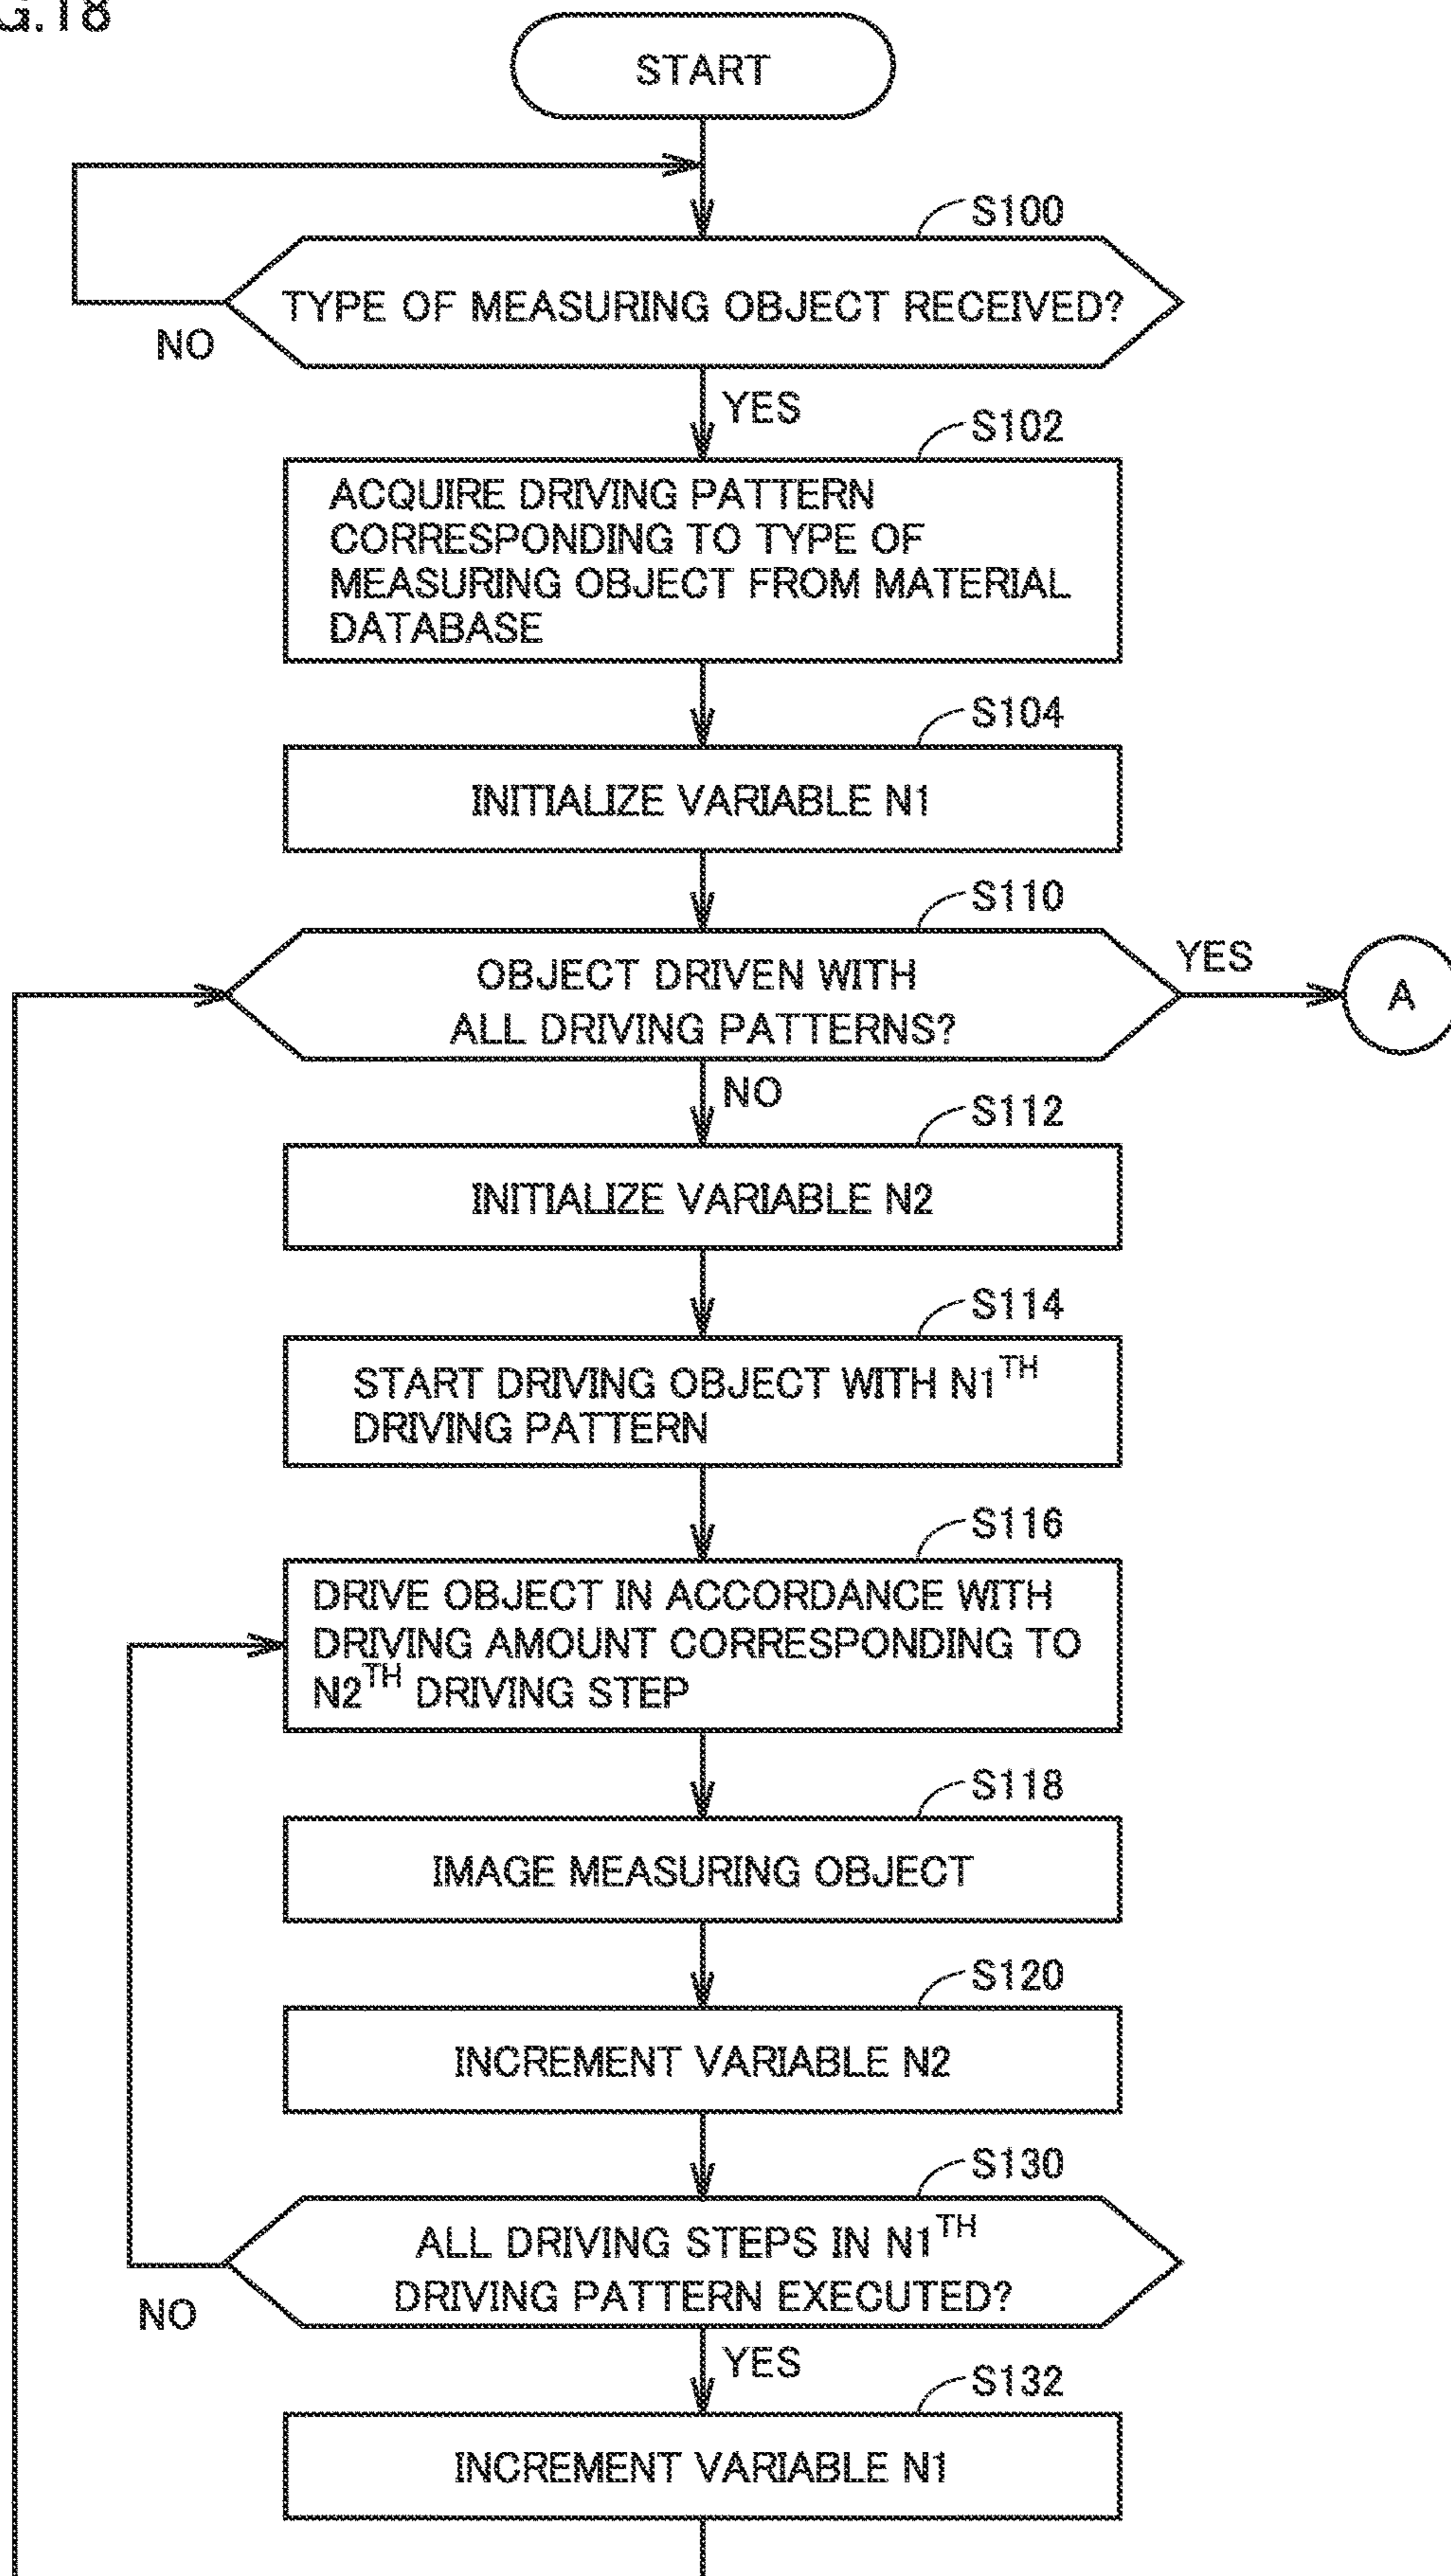 G.18
START
S100
TYPE OF MEASURING OBJECT RECEIVED?
NO
YES
S102
ACQUIRE DRIVING PATTERN
CORRESPONDING TO TYPE OF
MEASURING OBJECT FROM MATERIAL
DATABASE
S104
INITIALIZE VARIABLE N1
S110
OBJECT DRIVEN WITH
ALL DRIVING PATTERNS?
YES
A
NO
S112
INITIALIZE VARIABLE N2
S114
START DRIVING OBJECT WITH N1TH
DRIVING PATTERN
S116
DRIVE OBJECT IN ACCORDANCE WITH
DRIVING AMOUNT CORRESPONDING TO
N2TH DRIVING STEP
S118
IMAGE MEASURING OBJECT
S120
INCREMENT VARIABLE N2
S130
ALL DRIVING STEPS IN N1TH
DRIVING PATTERN EXECUTED?
NO
YES
S132
INCREMENT VARIABLE N1